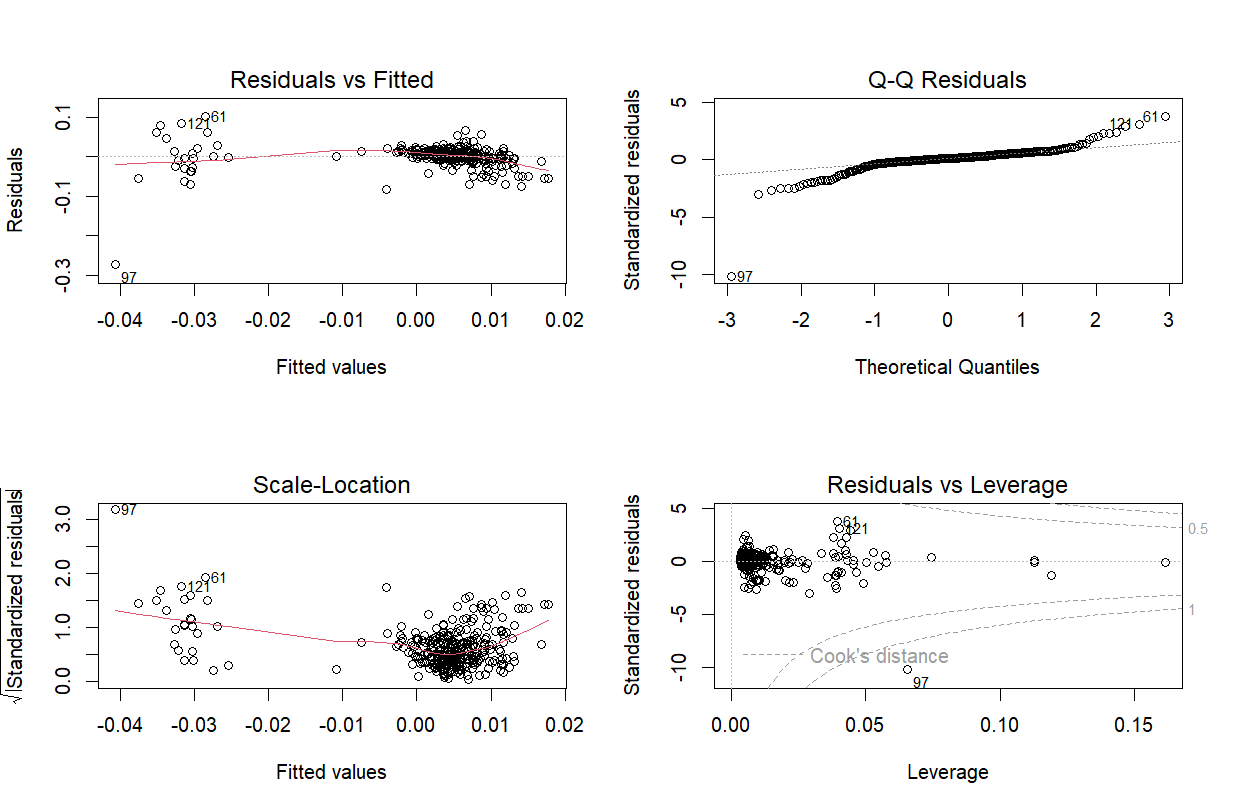 Residuals vs Fitted
Residuals
0.1
-0.1
-0.3
61
121
97
-0.04 -0.03 -0.02 -0.01 0.00 0.01 0.02
Fitted values
Q-Q Residuals
Standardized residuals
5
0
-5
-10
121 61
97
-3 -2 -1 0 1 2 3
Theoretical Quantiles
Scale-Location
√|Standardized residuals|
3.0
2.0
1.0
0.0
97
61
121
-0.04 -0.03 -0.02 -0.01 0.00 0.01 0.02
Fitted values
Residuals vs Leverage
Standardized residuals
5
0
-5
-10
61
121
0.5
1
Cook's distance
97
0.00 0.05 0.10 0.15
Leverage